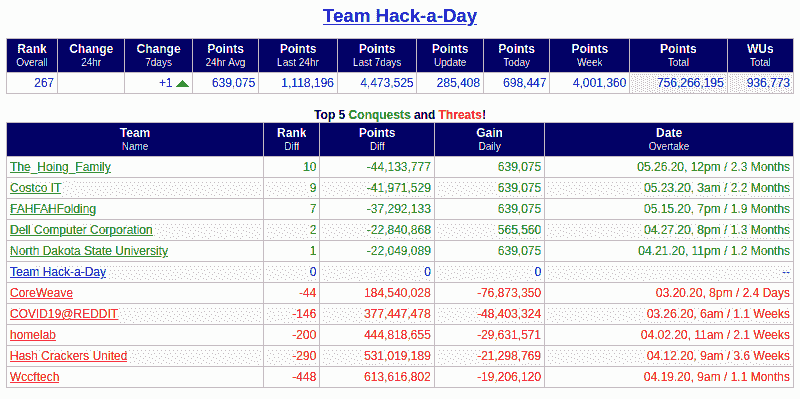 Team Hack-a-Day
Rank Change Change Points Points Points Points Points Points Points WUs
Overall 24hr 7days 24hr Avg Last 24hr Last 7days Update Today Week Total Total
267 +1 639,075 1,118,196 4,473,525 285,408 698,447 4,001,360 756,266,195 936,773
Top 5 Conquests and Threats!
Team Rank Points Gain Date
Name Diff Diff Daily Overtake
The_Hoing_Family 10 -44,133,777 639,075 05.26.20, 12pm / 2.3 Months
Costco IT 9 -41,971,529 639,075 05.23.20, 3am / 2.2 Months
FAHFAHFolding 7 -37,292,133 639,075 05.15.20, 7pm / 1.9 Months
Dell Computer Corporation 2 -22,840,868 565,560 04.27.20, 8pm / 1.3 Months
North Dakota State University 1 -22,049,089 639,075 04.21.20, 11pm / 1.2 Months
Team Hack-a-Day 0 0 0 --
CoreWeave -44 184,540,028 -76,873,350 03.20.20, 8pm / 2.4 Days
COVID19@REDDIT -146 377,447,478 -48,403,324 03.26.20, 6am / 1.1 Weeks
homelab -200 444,818,655 -29,631,571 04.02.20, 11am / 2.1 Weeks
Hash Crackers United -290 531,019,189 -21,298,769 04.12.20, 9am / 3.6 Weeks
Wccftech -448 613,616,802 -19,206,120 04.19.20, 9am / 1.1 Months